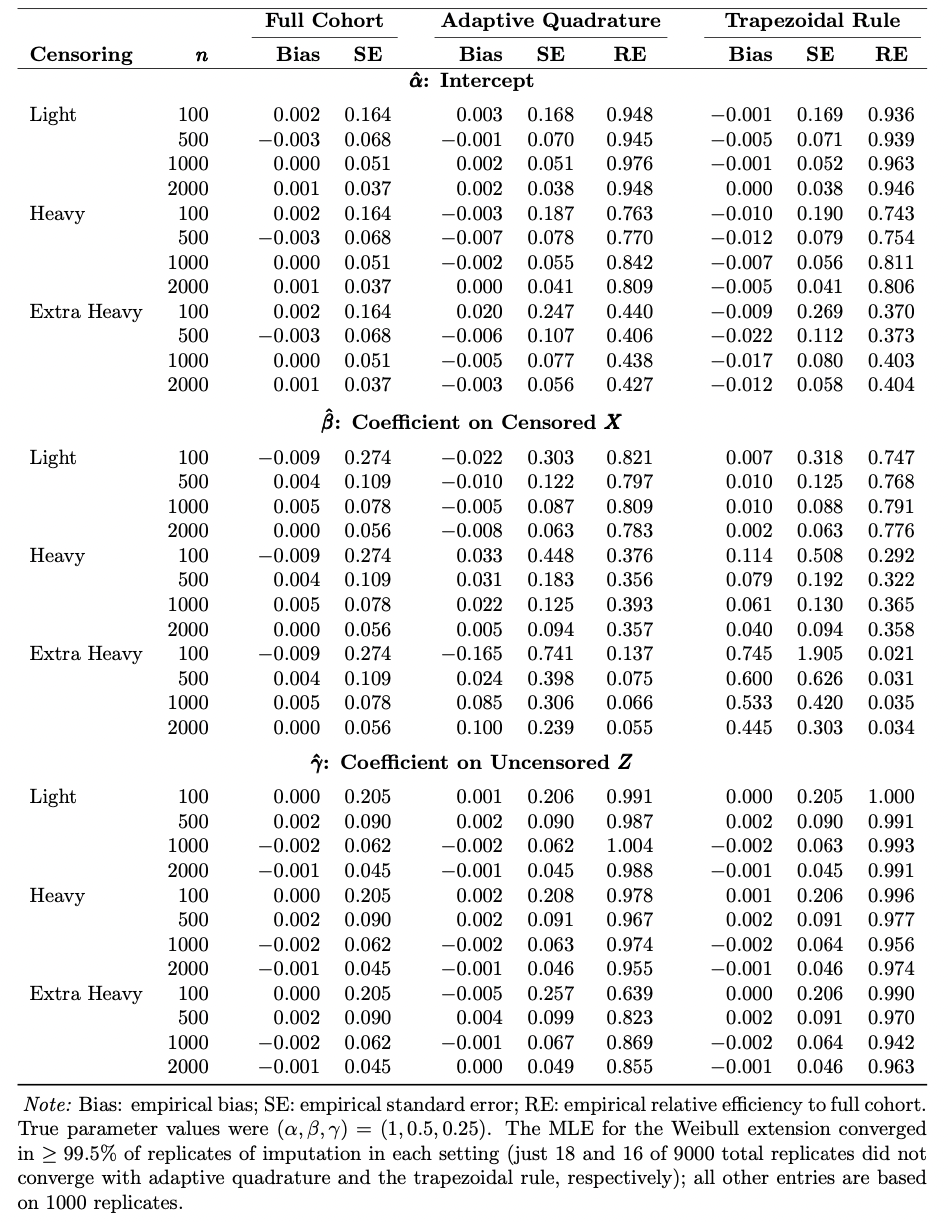 Full Cohort Adaptive Quadrature Trapezoidal Rule
Censoring n Bias SE Bias SE RE Bias SE RE
α̂: Intercept
Light 100 0.002 0.164 0.003 0.168 0.948 −0.001 0.169 0.936
500 −0.003 0.068 −0.001 0.070 0.945 −0.005 0.071 0.939
1000 0.000 0.051 0.002 0.051 0.976 −0.001 0.052 0.963
2000 0.001 0.037 0.002 0.038 0.948 0.000 0.038 0.946
Heavy 100 0.002 0.164 −0.003 0.187 0.763 −0.010 0.190 0.743
500 −0.003 0.068 −0.007 0.078 0.770 −0.012 0.079 0.754
1000 0.000 0.051 −0.002 0.055 0.842 −0.007 0.056 0.811
2000 0.001 0.037 0.000 0.041 0.809 −0.005 0.041 0.806
Extra Heavy 100 0.002 0.164 0.020 0.247 0.440 −0.009 0.269 0.370
500 −0.003 0.068 −0.006 0.107 0.406 −0.022 0.112 0.373
1000 0.000 0.051 −0.005 0.077 0.438 −0.017 0.080 0.403
2000 0.001 0.037 −0.003 0.056 0.427 −0.012 0.058 0.404
β̂: Coefficient on Censored X
Light 100 −0.009 0.274 −0.022 0.303 0.821 0.007 0.318 0.747
500 0.004 0.109 −0.010 0.122 0.797 0.010 0.125 0.768
1000 0.005 0.078 −0.005 0.087 0.809 0.010 0.088 0.791
2000 0.000 0.056 −0.008 0.063 0.783 0.002 0.063 0.776
Heavy 100 −0.009 0.274 0.033 0.448 0.376 0.114 0.508 0.292
500 0.004 0.109 0.031 0.183 0.356 0.079 0.192 0.322
1000 0.005 0.078 0.022 0.125 0.393 0.061 0.130 0.365
2000 0.000 0.056 0.005 0.094 0.357 0.040 0.094 0.358
Extra Heavy 100 −0.009 0.274 −0.165 0.741 0.137 0.745 1.905 0.021
500 0.004 0.109 0.024 0.398 0.075 0.600 0.626 0.031
1000 0.005 0.078 0.085 0.306 0.066 0.533 0.420 0.035
2000 0.000 0.056 0.100 0.239 0.055 0.445 0.303 0.034
γ̂: Coefficient on Uncensored Z
Light 100 0.000 0.205 0.001 0.206 0.991 0.000 0.205 1.000
500 0.002 0.090 0.002 0.090 0.987 0.002 0.090 0.991
1000 −0.002 0.062 −0.002 0.062 1.004 −0.002 0.063 0.993
2000 −0.001 0.045 −0.001 0.045 0.988 −0.001 0.045 0.991
Heavy 100 0.000 0.205 0.002 0.208 0.978 0.001 0.206 0.996
500 0.002 0.090 0.002 0.091 0.967 0.002 0.091 0.977
1000 −0.002 0.062 −0.002 0.063 0.974 −0.002 0.064 0.956
2000 −0.001 0.045 −0.001 0.046 0.955 −0.001 0.046 0.974
Extra Heavy 100 0.000 0.205 −0.005 0.257 0.639 0.000 0.206 0.990
500 0.002 0.090 0.004 0.099 0.823 0.002 0.091 0.970
1000 −0.002 0.062 −0.001 0.067 0.869 −0.002 0.064 0.942
2000 −0.001 0.045 0.000 0.049 0.855 −0.001 0.046 0.963
Note: Bias: empirical bias; SE: empirical standard error; RE: empirical relative efficiency to full cohort.
True parameter values were (α, β, γ) = (1, 0.5, 0.25). The MLE for the Weibull extension converged
in ≥ 99.5% of replicates of imputation in each setting (just 18 and 16 of 9000 total replicates did not
converge with adaptive quadrature and the trapezoidal rule, respectively); all other entries are based
on 1000 replicates.